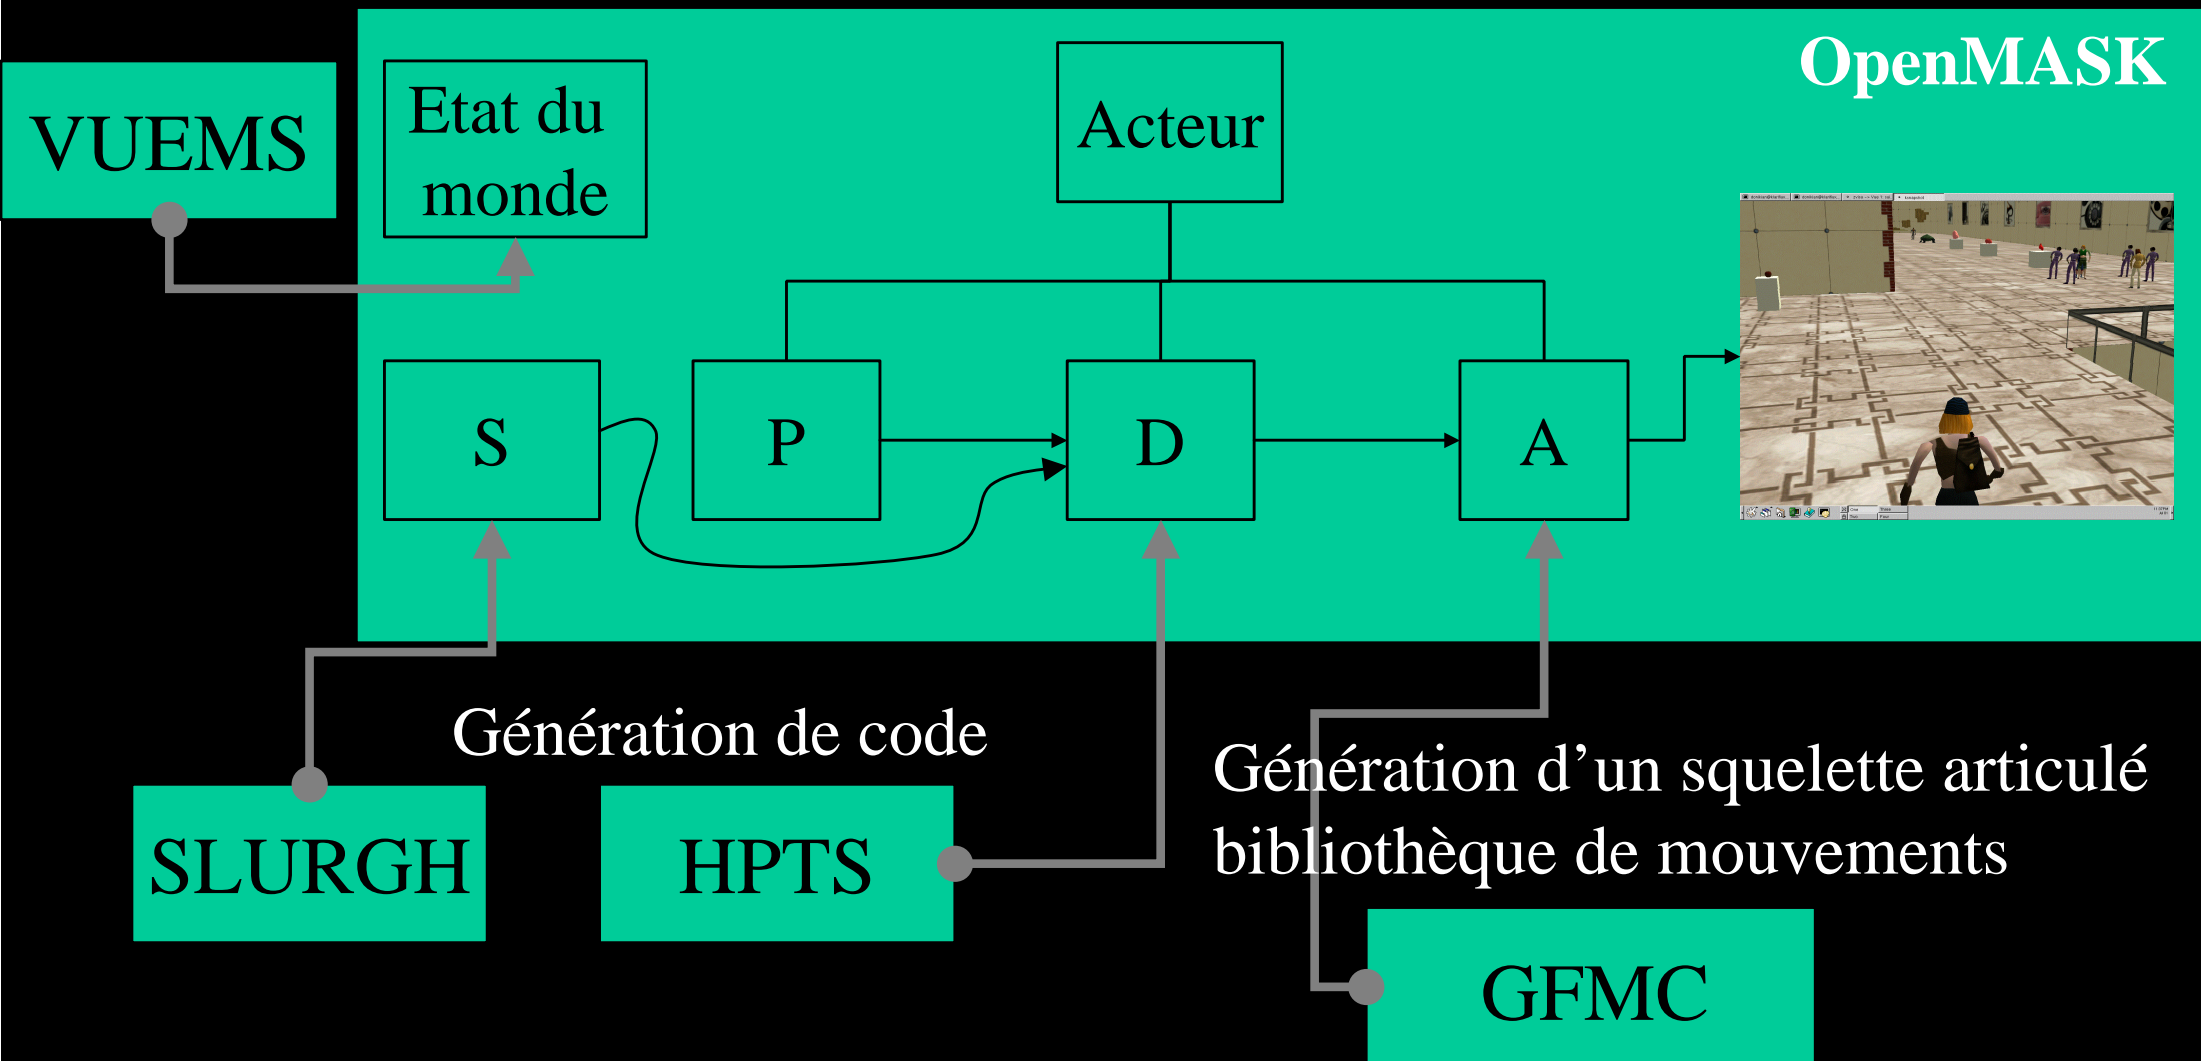 OpenMASK
VUEMS
Etat du
monde
Acteur
S
P
D
A
Génération de code
Génération d’un squelette articulé
bibliothèque de mouvements
SLURGH
HPTS
GFMC